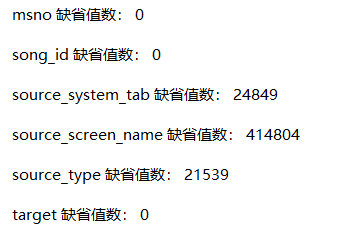 msno 缺省值数： 0
song_id 缺省值数： 0
source_system_tab 缺省值数： 24849
source_screen_name 缺省值数： 414804
source_type 缺省值数： 21539
target 缺省值数： 0